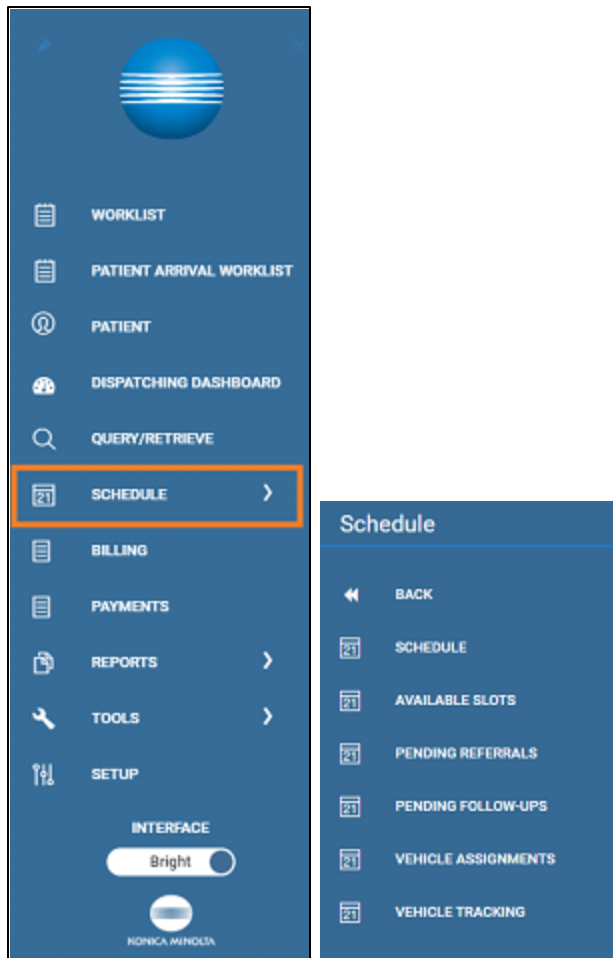 WORKLIST
PATIENT ARRIVAL WORKLIST
PATIENT
DISPATCHING DASHBOARD
QUERY/RETRIEVE
21 SCHEDULE
BILLING
PAYMENTS
REPORTS
TOOLS
SETUP
INTERFACE
Bright
KONICA MINOLTA
Schedule
BACK
21 SCHEDULE
21 AVAILABLE SLOTS
21 PENDING REFERRALS
21 PENDING FOLLOW-UPS
21 VEHICLE ASSIGNMENTS
21 VEHICLE TRACKING